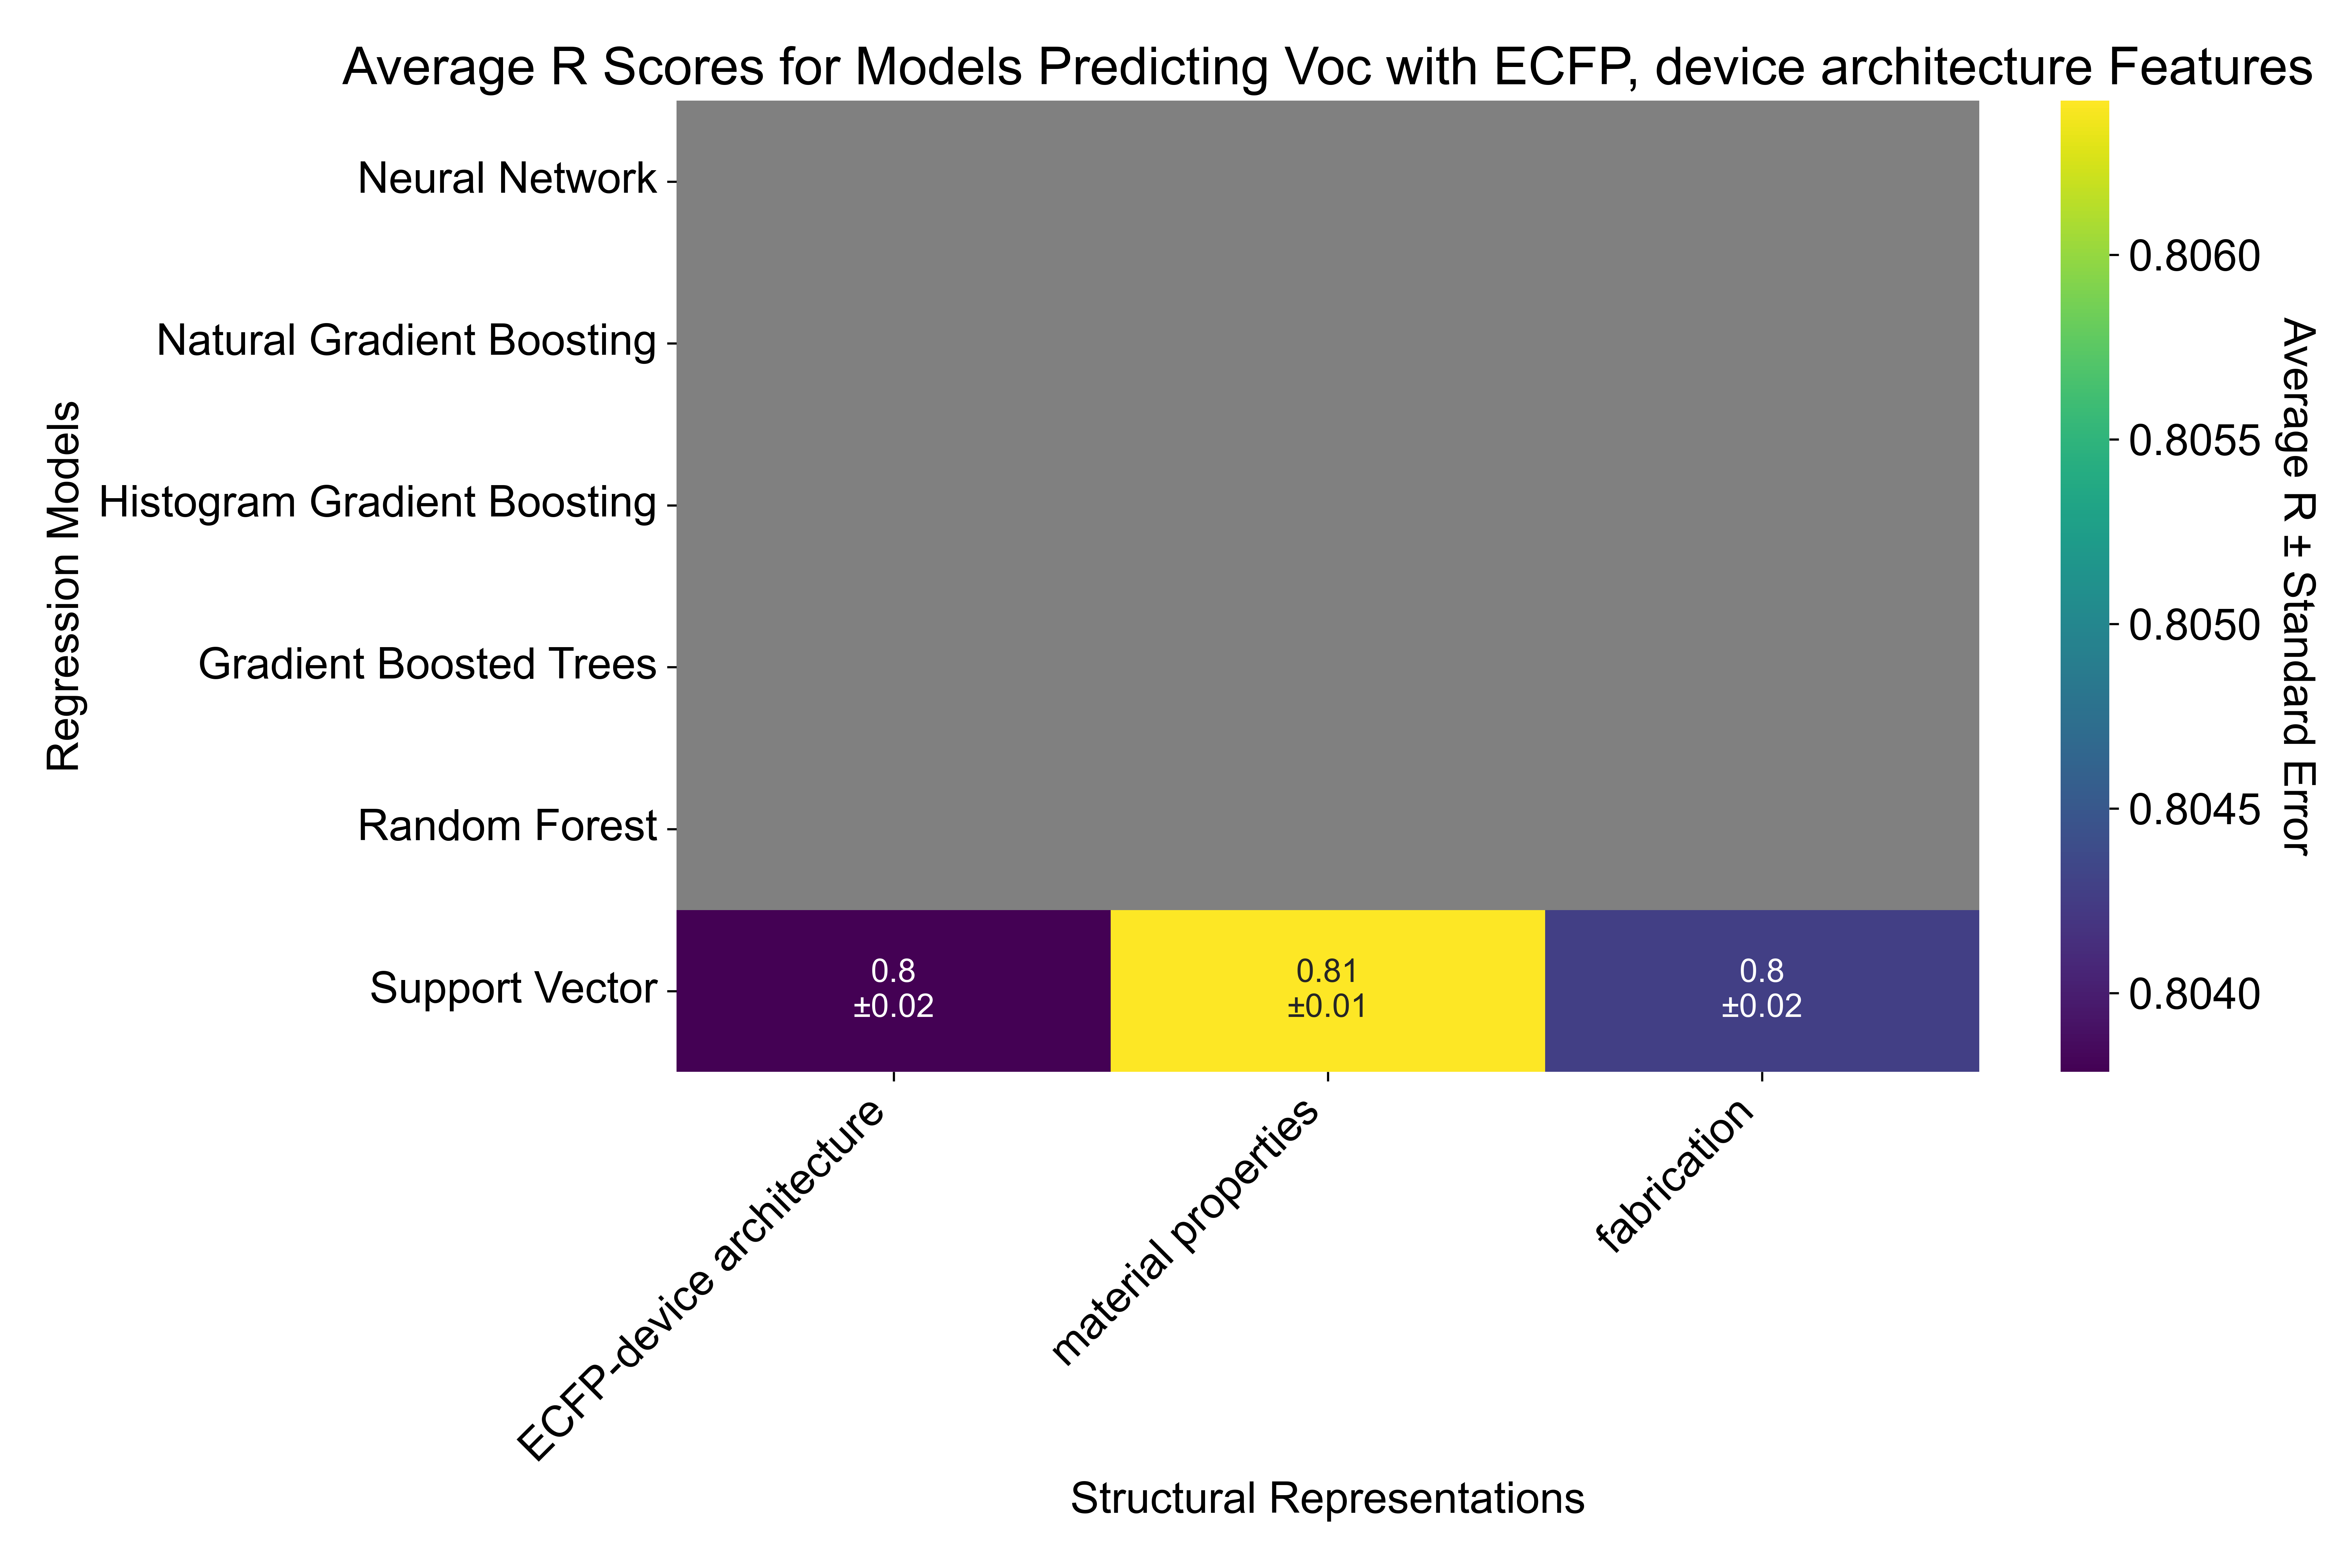 Average R Scores for Models Predicting Voc with ECFP, device architecture Features
Regression Models
Neural Network
Natural Gradient Boosting
Histogram Gradient Boosting
Gradient Boosted Trees
Random Forest
Support Vector
0.8
±0.02
0.81
±0.01
0.8
±0.02
ECFP-device architecture
material properties
fabrication
Structural Representations
0.8060
0.8055
0.8050
0.8045
0.8040
Average R ± Standard Error